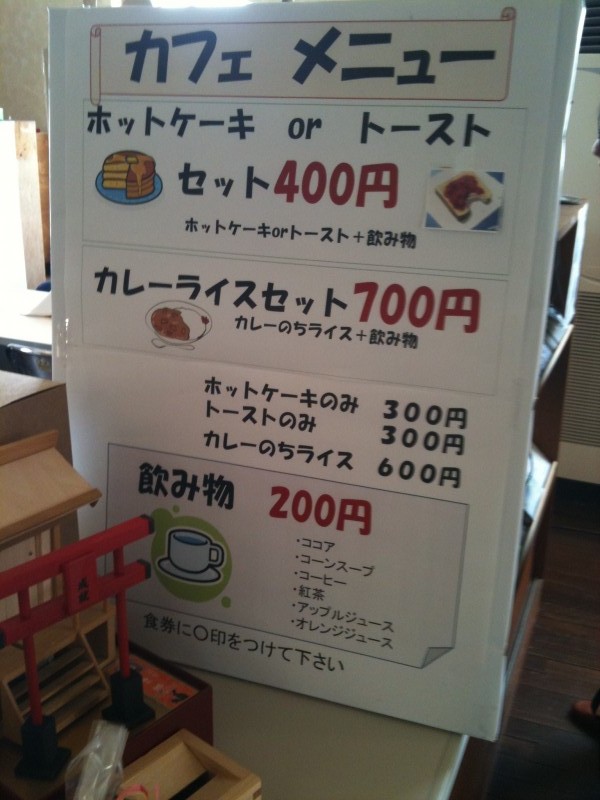 カフェ メニュー
ホットケーキ or トースト
セット400円
ホットケーキorトースト+飲み物
カレーライスセット700円
カレーのちライス+飲み物
ホットケーキのみ 300円
トーストのみ 300円
カレーのちライス 600円
飲み物 200円
・ココア
・コーンスープ
・コーヒー
・紅茶
・アップルジュース
・オレンジジュース
食券に〇印をつけて下さい